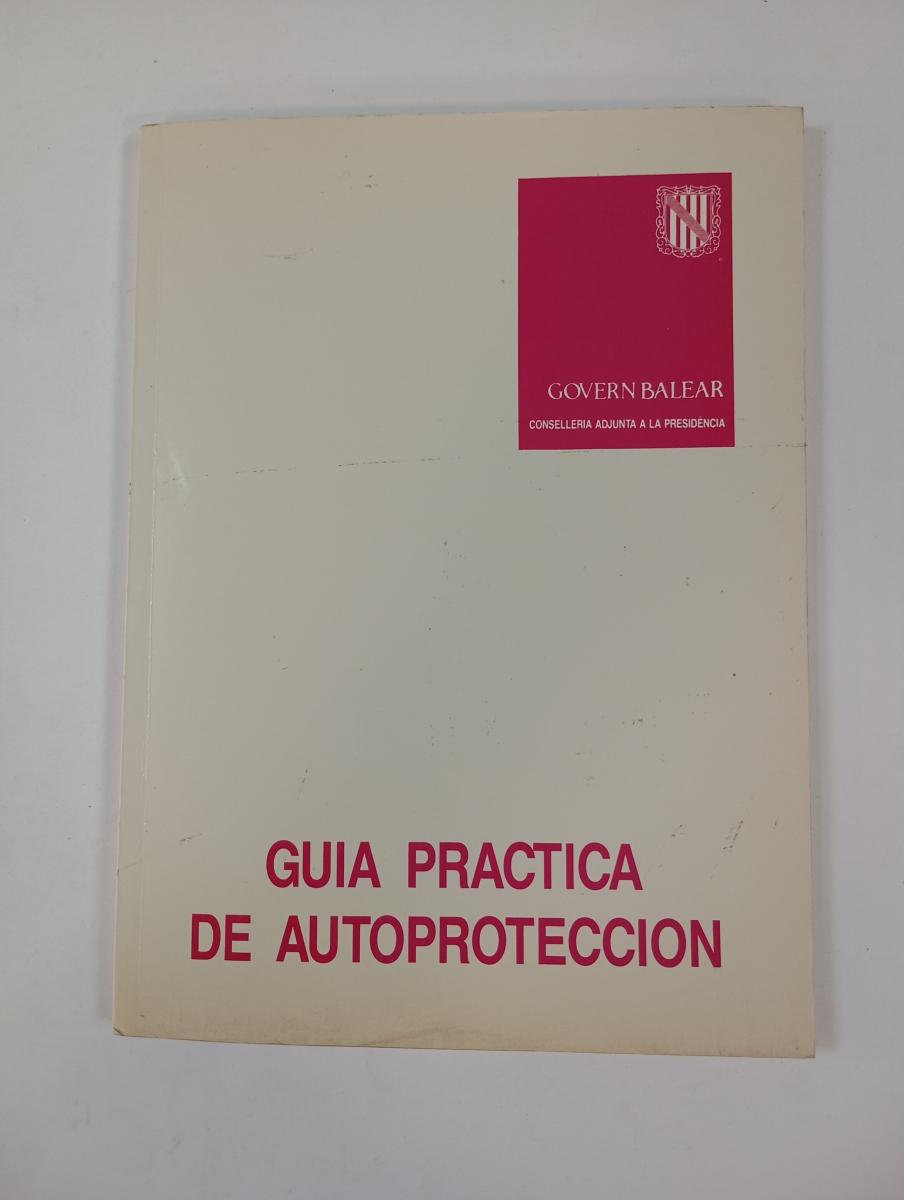 GOVERN BALEAR
CONSELLERIA ADJUNTA A LA PRESIDÈNCIA
GUIA PRACTICA
DE AUTOPROTECCION